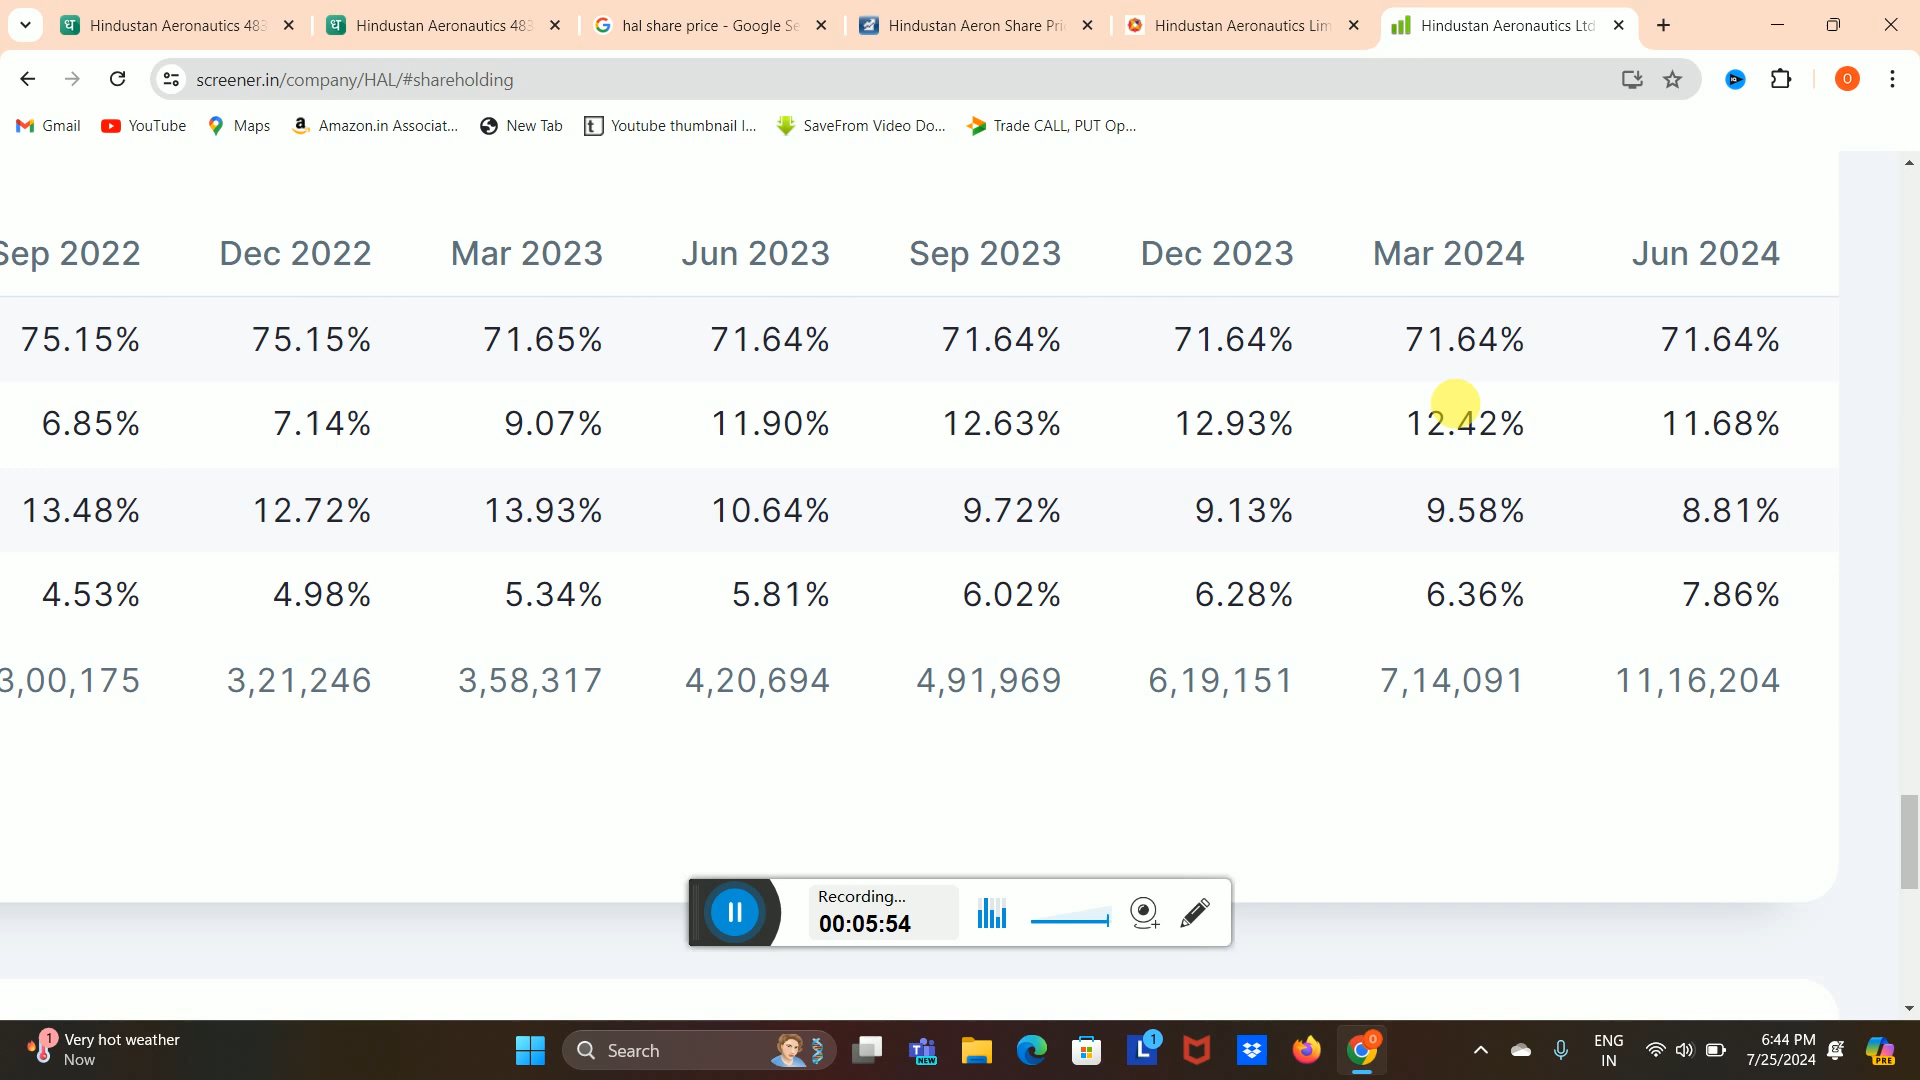 Hindustan Aeronautics 483
Hindustan Aeronautics 483
hal share price - Google Se
Hindustan Aeron Share Pri
Hindustan Aeronautics Lim
Hindustan Aeronautics Ltd
screener.in/company/HAL/#shareholding
O
Gmail
YouTube
Maps
Amazon.in Associat...
New Tab
Youtube thumbnail I...
SaveFrom Video Do...
Trade CALL, PUT Op...
Sep 2022 Dec 2022 Mar 2023 Jun 2023 Sep 2023 Dec 2023 Mar 2024 Jun 2024
75.15% 75.15% 71.65% 71.64% 71.64% 71.64% 71.64% 71.64%
6.85% 7.14% 9.07% 11.90% 12.63% 12.93% 12.42% 11.68%
13.48% 12.72% 13.93% 10.64% 9.72% 9.13% 9.58% 8.81%
4.53% 4.98% 5.34% 5.81% 6.02% 6.28% 6.36% 7.86%
3,00,175 3,21,246 3,58,317 4,20,694 4,91,969 6,19,151 7,14,091 11,16,204
Recording...
00:05:54
1
Very hot weather
Now
Search
NEW
1
0
ENG
IN
6:44 PM
7/25/2024
PRE